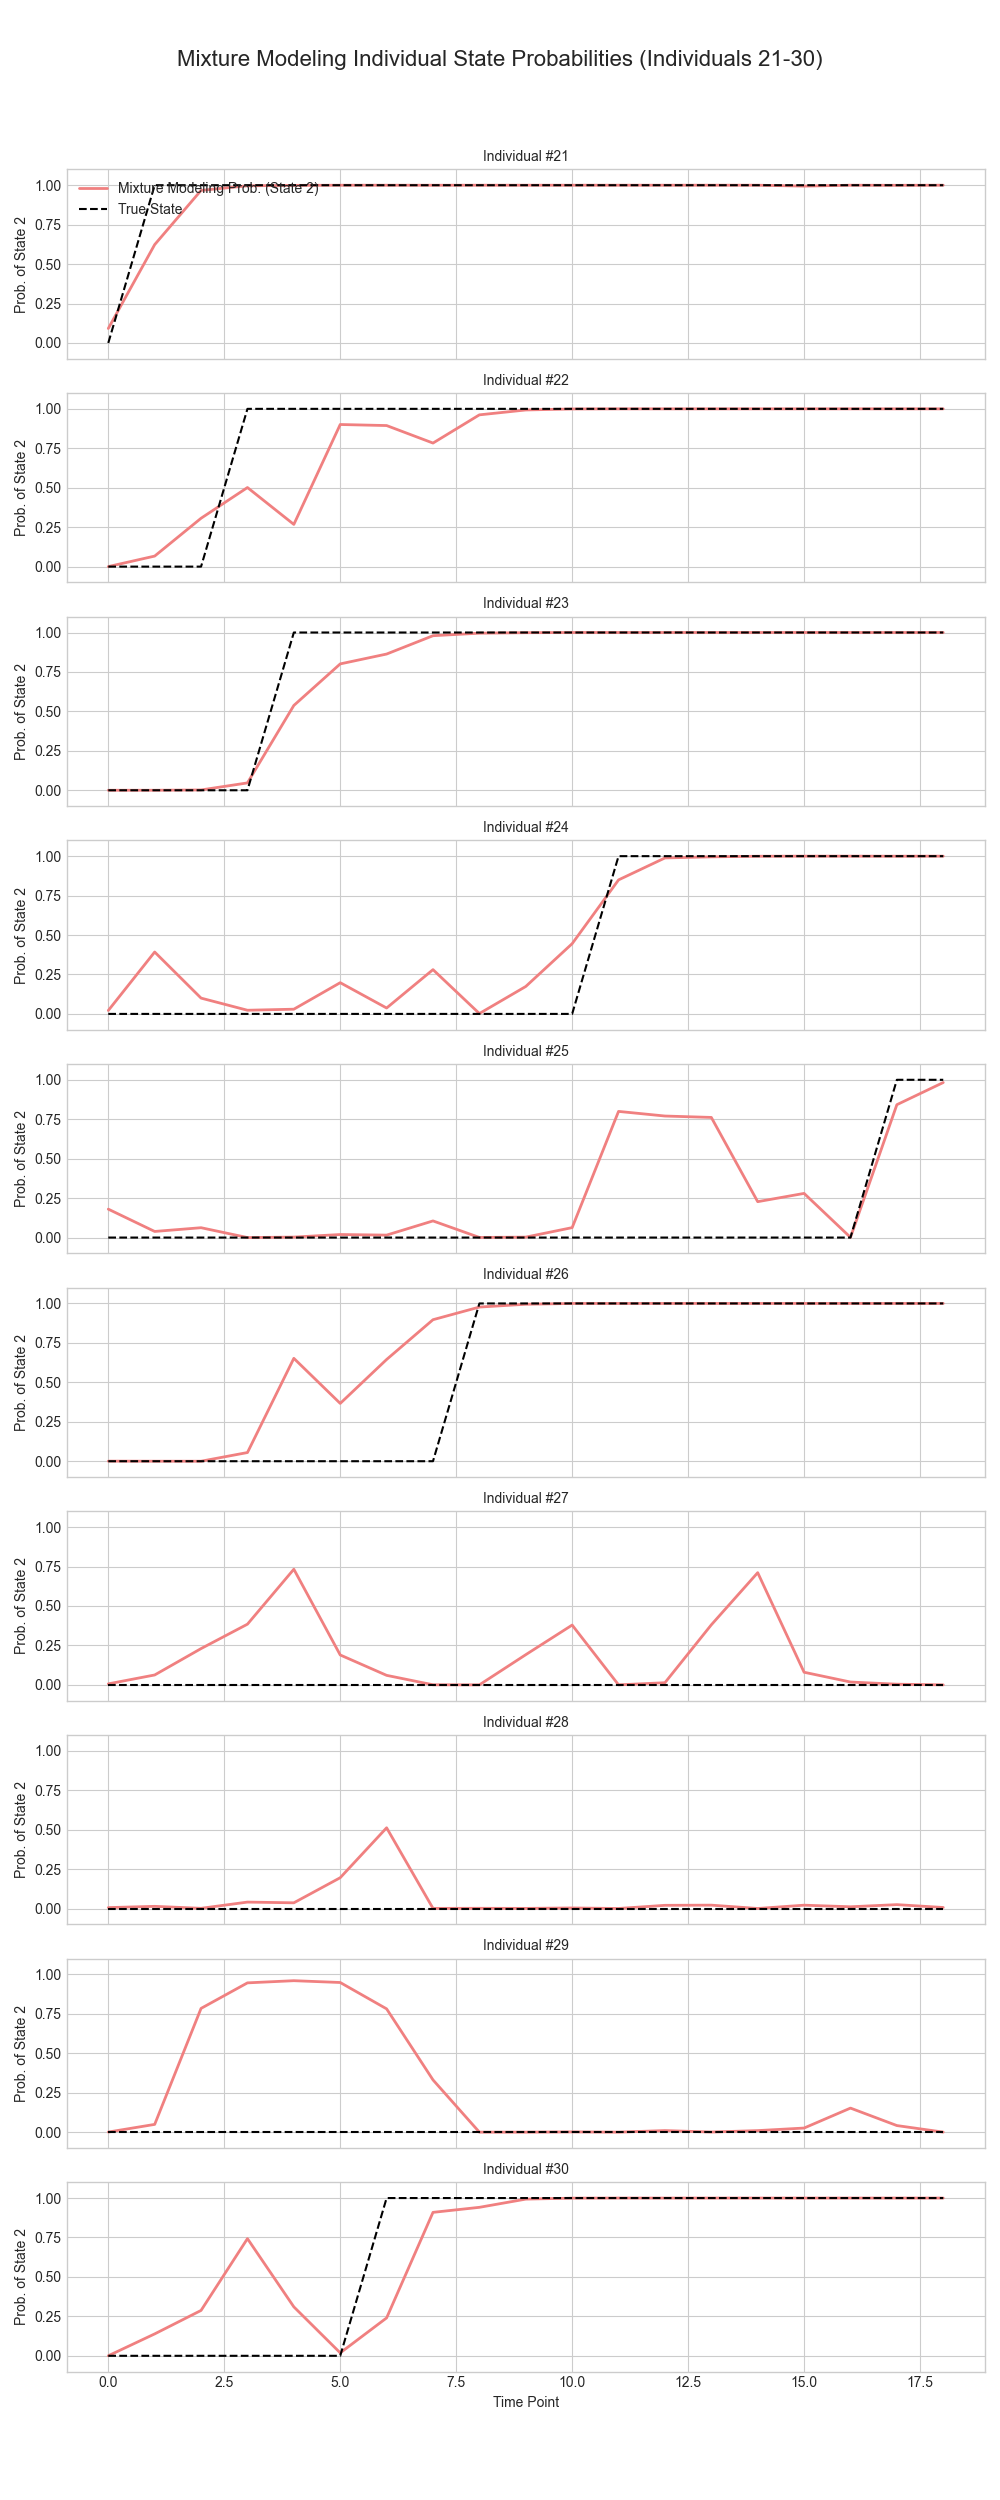 Mixture Modeling Individual State Probabilities (Individuals 21-30)
Individual #21
Mixture Modeling Prob. (State 2)
True State
Prob. of State 2
1.00
0.75
0.50
0.25
0.00
Individual #22
Prob. of State 2
1.00
0.75
0.50
0.25
0.00
Individual #23
Prob. of State 2
1.00
0.75
0.50
0.25
0.00
Individual #24
Prob. of State 2
1.00
0.75
0.50
0.25
0.00
Individual #25
Prob. of State 2
1.00
0.75
0.50
0.25
0.00
Individual #26
Prob. of State 2
1.00
0.75
0.50
0.25
0.00
Individual #27
Prob. of State 2
1.00
0.75
0.50
0.25
0.00
Individual #28
Prob. of State 2
1.00
0.75
0.50
0.25
0.00
Individual #29
Prob. of State 2
1.00
0.75
0.50
0.25
0.00
Individual #30
Prob. of State 2
1.00
0.75
0.50
0.25
0.00
0.0 2.5 5.0 7.5 10.0 12.5 15.0 17.5
Time Point